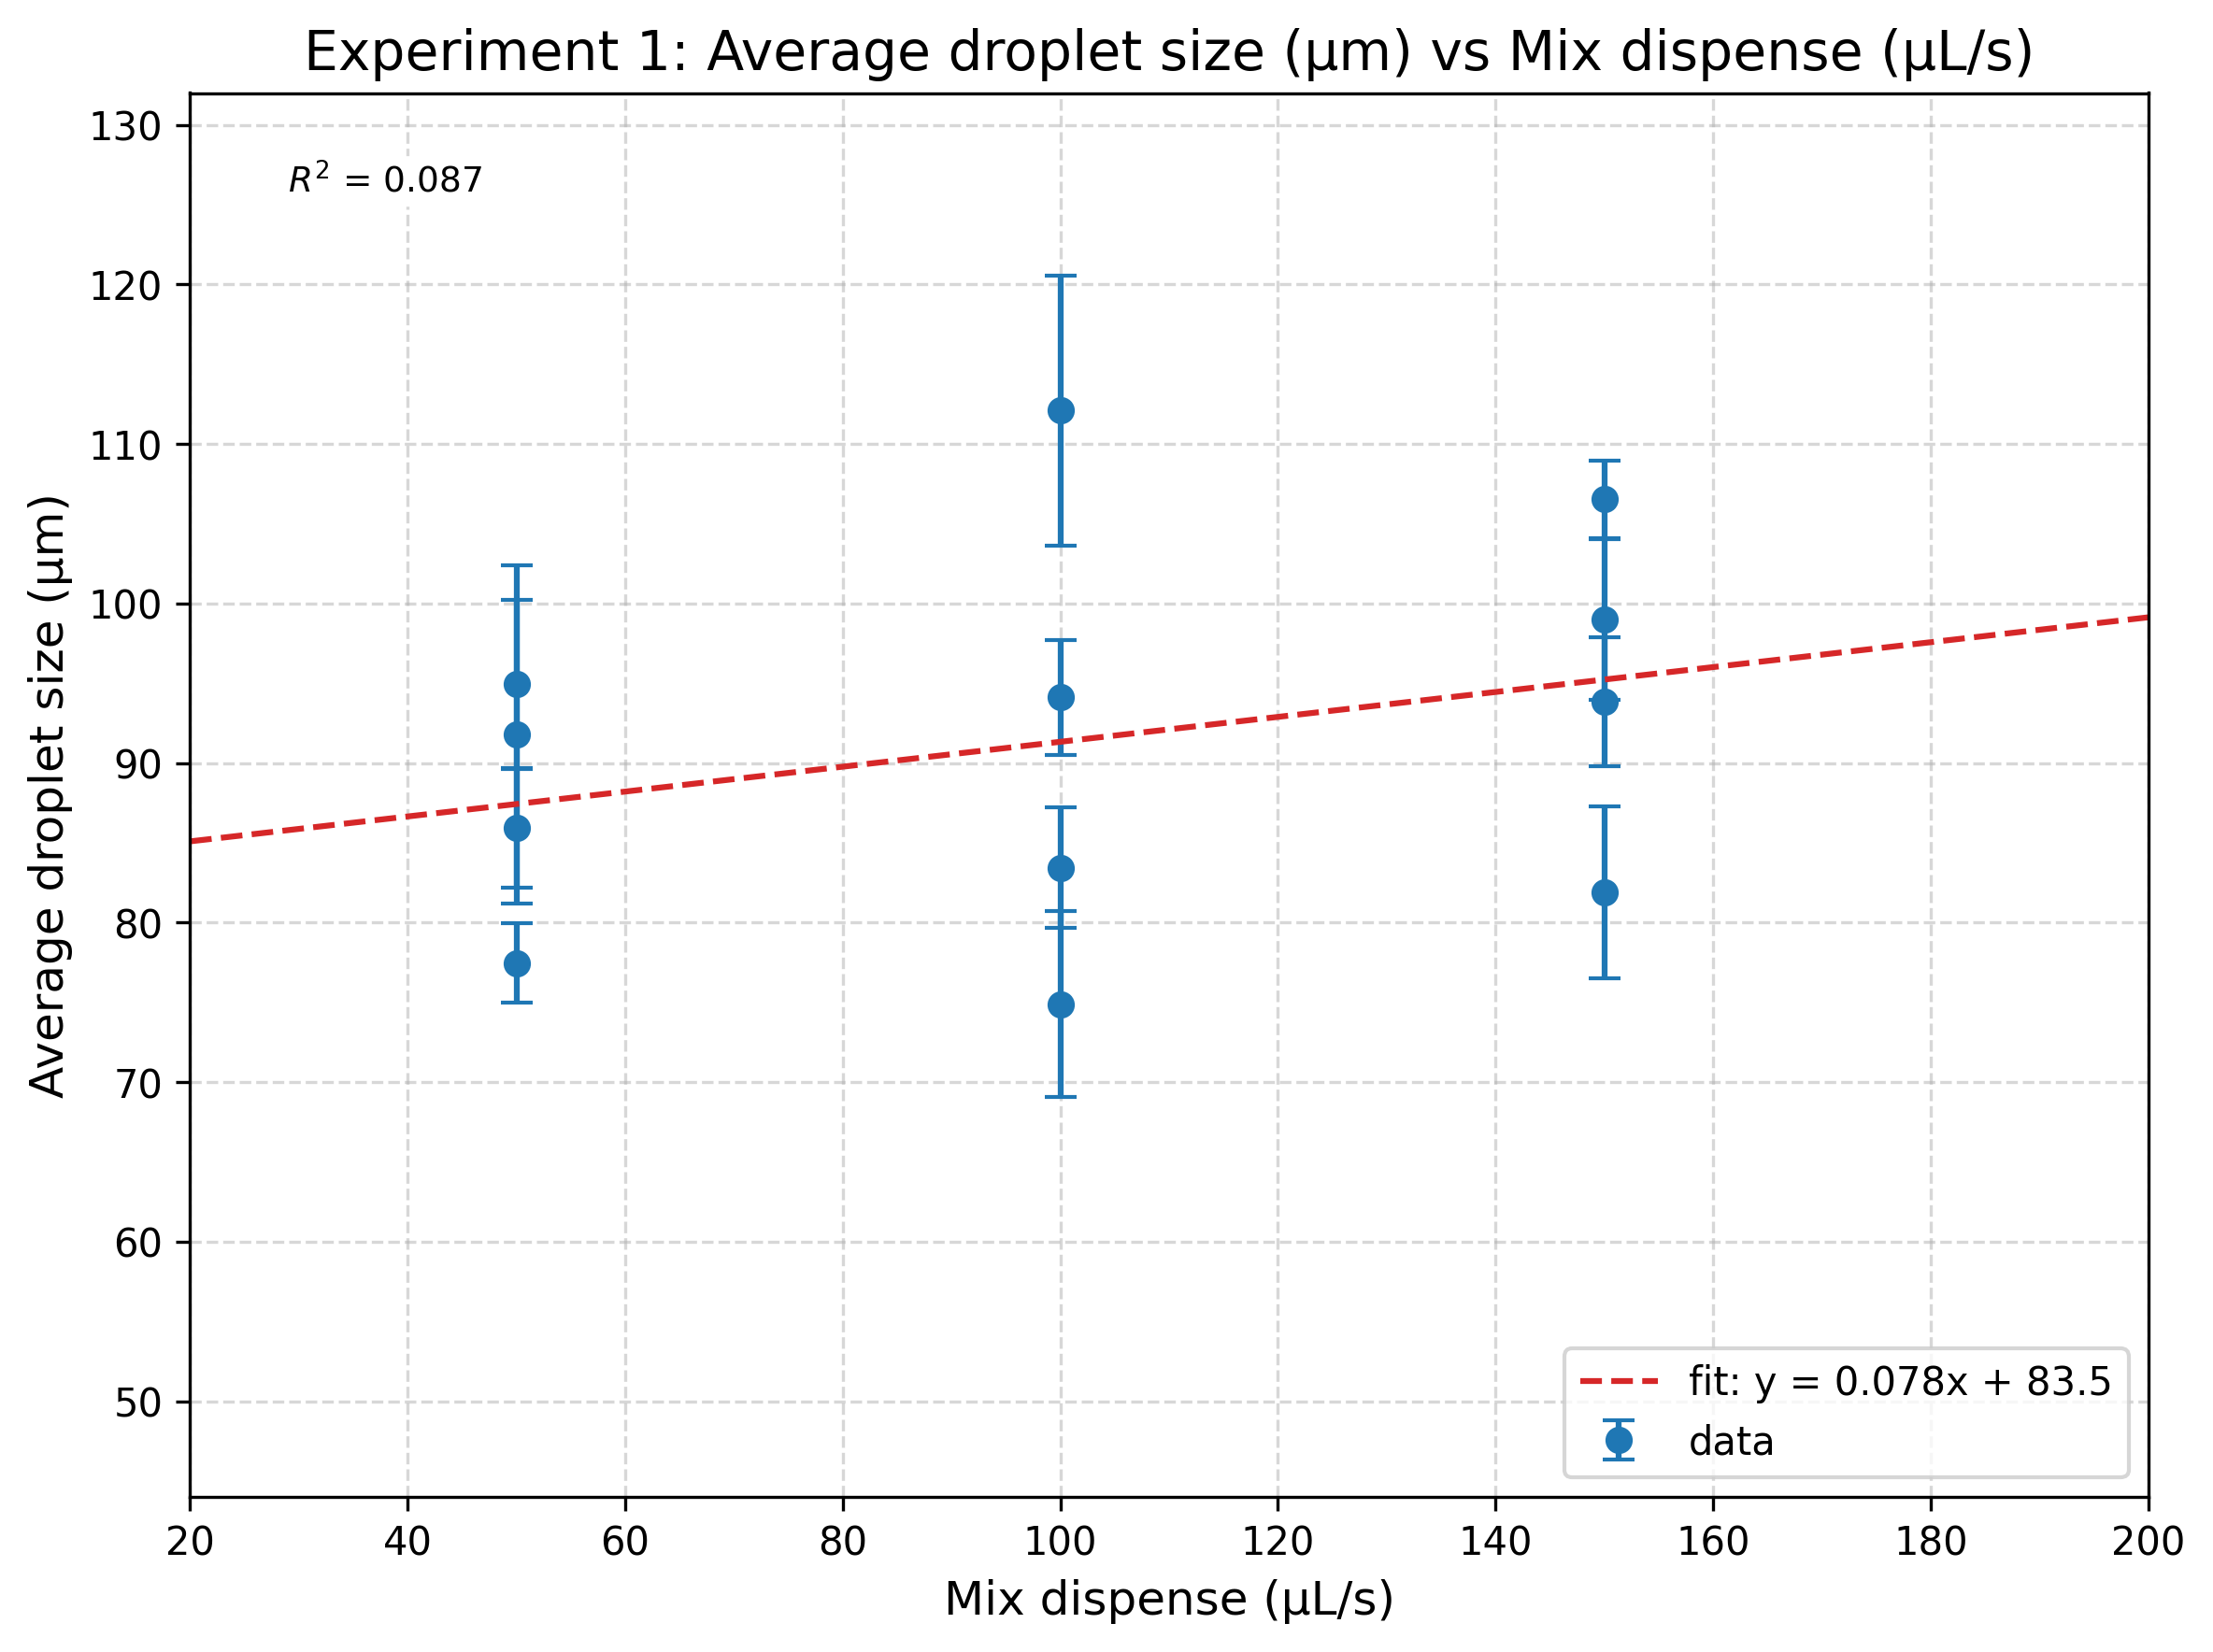 Experiment 1: Average droplet size (µm) vs Mix dispense (µL/s)
R² = 0.087
Average droplet size (µm)
130
120
110
100
90
80
70
60
50
20 40 60 80 100 120 140 160 180 200
Mix dispense (µL/s)
fit: y = 0.078x + 83.5
data